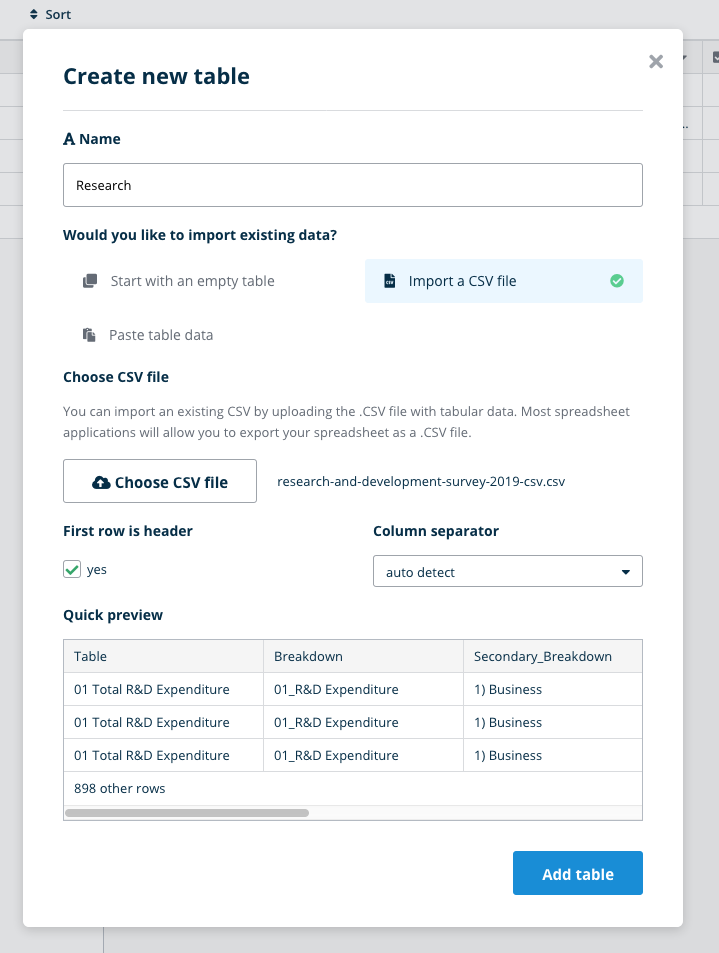 Sort
Create new table
Name
Research
Would you like to import existing data?
Start with an empty table
Import a CSV file
Paste table data
Choose CSV file
You can import an existing CSV by uploading the .CSV file with tabular data. Most spreadsheet
applications will allow you to export your spreadsheet as a .CSV file.
Choose CSV file research-and-development-survey-2019-csv.csv
First row is header Column separator
yes auto detect
Quick preview
Table Breakdown Secondary_Breakdown
01 Total R&D Expenditure 01_R&D Expenditure 1) Business
01 Total R&D Expenditure 01_R&D Expenditure 1) Business
01 Total R&D Expenditure 01_R&D Expenditure 1) Business
898 other rows
Add table